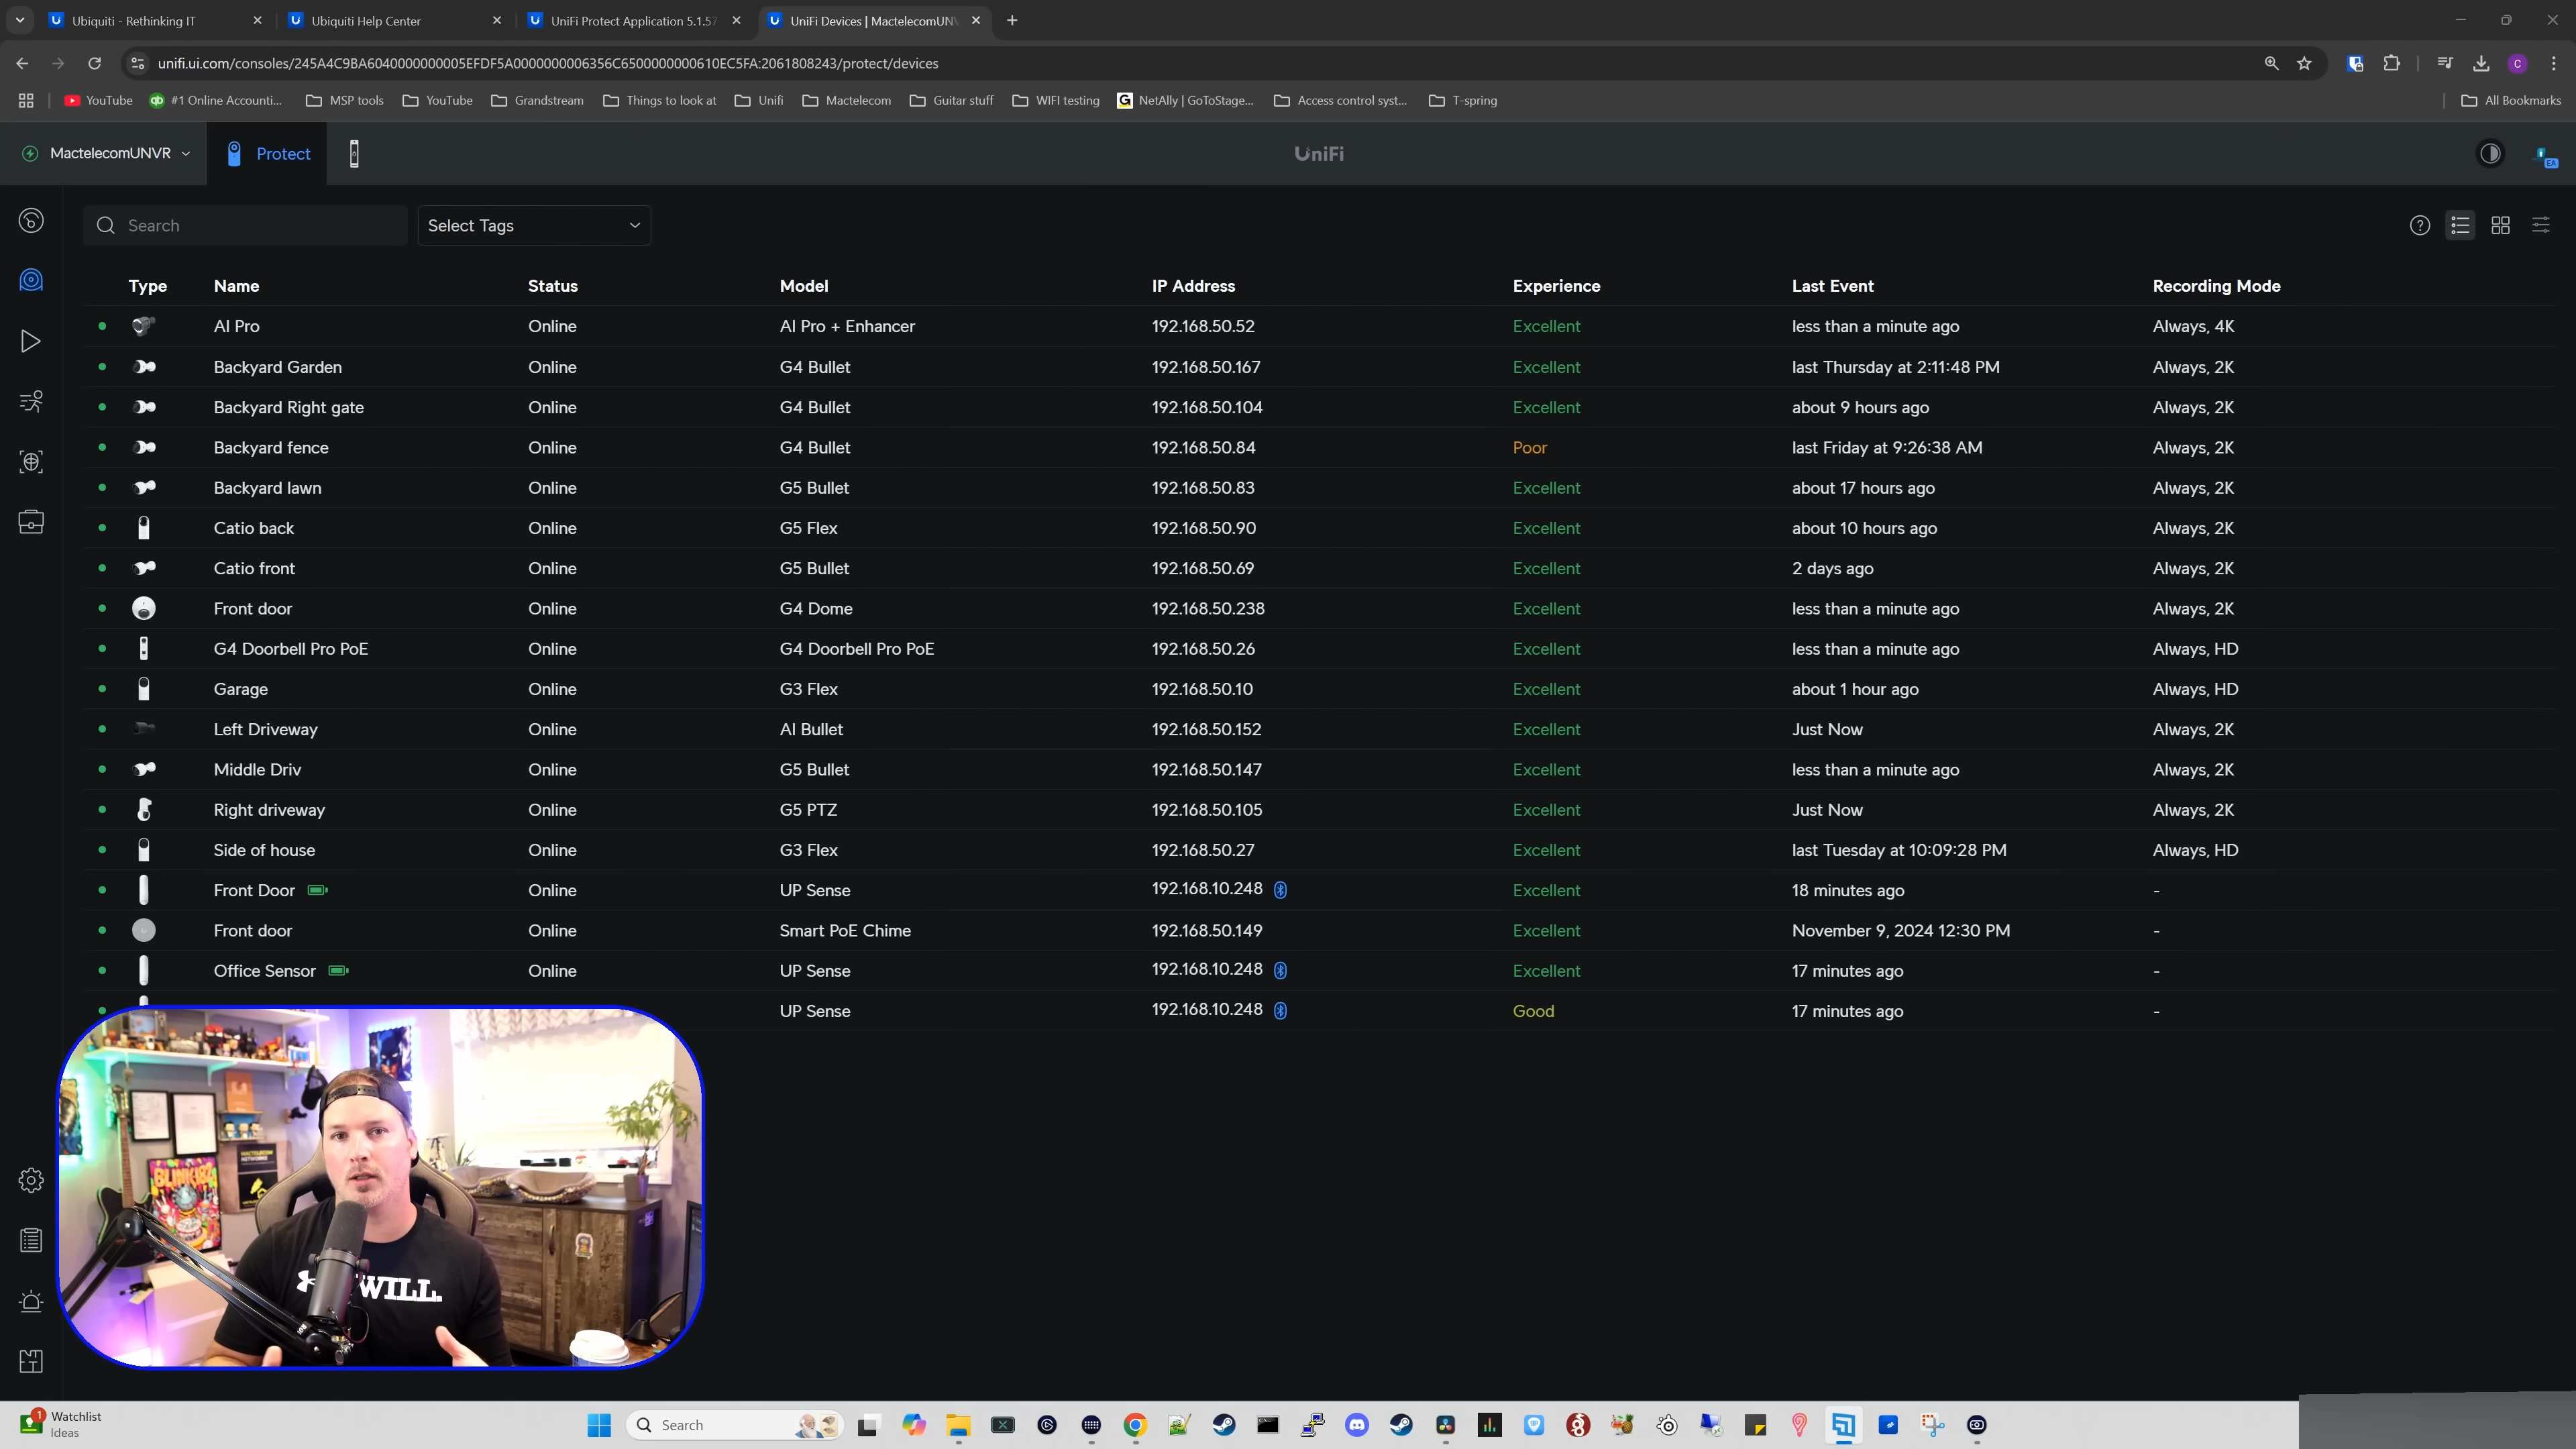 Ubiquiti - Rethinking IT
Ubiquiti Help Center
UniFi Protect Application 5.1.57
UniFi Devices | MactelecomUNV
unifi.ui.com/consoles/245A4C9BA6040000000005EFDF5A0000000006356C6500000000610EC5FA:2061808243/protect/devices
C
YouTube
#1 Online Accounti...
MSP tools
YouTube
Grandstream
Things to look at
Unifi
Mactelecom
Guitar stuff
WIFI testing
NetAlly | GoToStage...
Access control syst...
T-spring
All Bookmarks
MactelecomUNVR
Protect
UniFi
EA
Search
Select Tags
Type Name Status Model IP Address Experience Last Event Recording Mode
AI Pro Online AI Pro + Enhancer 192.168.50.52 Excellent less than a minute ago Always, 4K
Backyard Garden Online G4 Bullet 192.168.50.167 Excellent last Thursday at 2:11:48 PM Always, 2K
Backyard Right gate Online G4 Bullet 192.168.50.104 Excellent about 9 hours ago Always, 2K
Backyard fence Online G4 Bullet 192.168.50.84 Poor last Friday at 9:26:38 AM Always, 2K
Backyard lawn Online G5 Bullet 192.168.50.83 Excellent about 17 hours ago Always, 2K
Catio back Online G5 Flex 192.168.50.90 Excellent about 10 hours ago Always, 2K
Catio front Online G5 Bullet 192.168.50.69 Excellent 2 days ago Always, 2K
Front door Online G4 Dome 192.168.50.238 Excellent less than a minute ago Always, 2K
G4 Doorbell Pro PoE Online G4 Doorbell Pro PoE 192.168.50.26 Excellent less than a minute ago Always, HD
Garage Online G3 Flex 192.168.50.10 Excellent about 1 hour ago Always, HD
Left Driveway Online AI Bullet 192.168.50.152 Excellent Just Now Always, 2K
Middle Driv Online G5 Bullet 192.168.50.147 Excellent less than a minute ago Always, 2K
Right driveway Online G5 PTZ 192.168.50.105 Excellent Just Now Always, 2K
Side of house Online G3 Flex 192.168.50.27 Excellent last Tuesday at 10:09:28 PM Always, HD
Front Door Online UP Sense 192.168.10.248 Excellent 18 minutes ago -
Front door Online Smart PoE Chime 192.168.50.149 Excellent November 9, 2024 12:30 PM -
Office Sensor Online UP Sense 192.168.10.248 Excellent 17 minutes ago -
UP Sense 192.168.10.248 Good 17 minutes ago -
BLINK182
WILL.
1
Watchlist
Ideas
Search